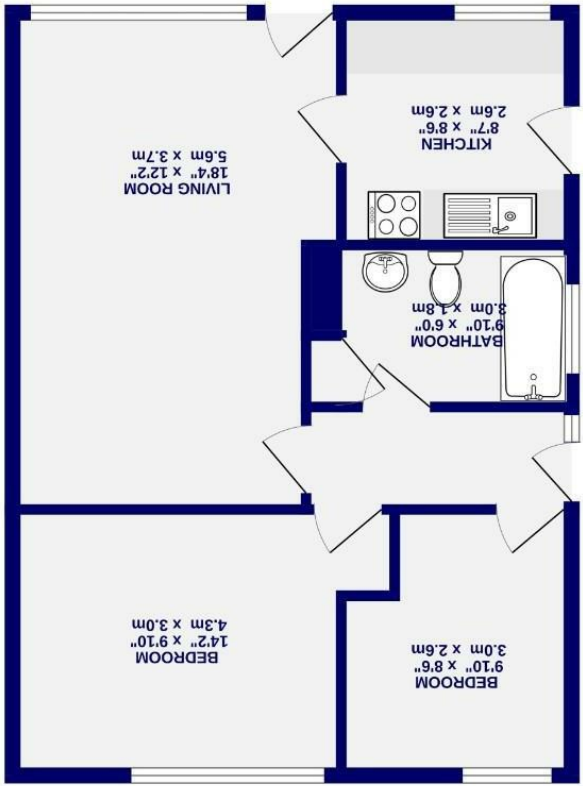 BEDROOM
9'10" x 8'6"
3.0m x 2.6m
BEDROOM
14'2" x 9'10"
4.3m x 3.0m
BATHROOM
9'10" x 6'0"
3.0m x 1.8m
LIVING ROOM
18'4" x 12'2"
5.6m x 3.7m
KITCHEN
8'7" x 8'6"
2.6m x 2.6m